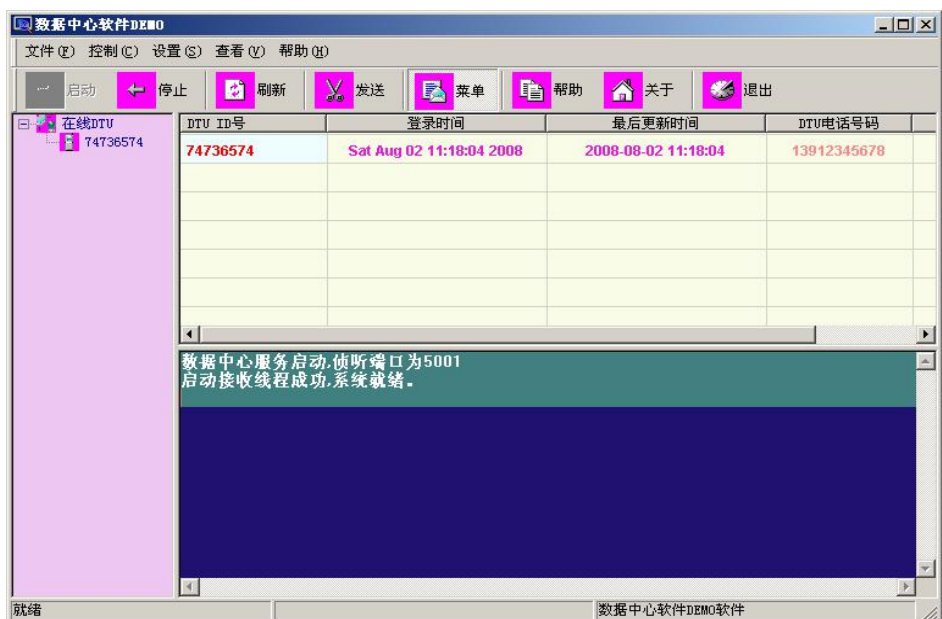 数据中心软件DEMO
文件(F) 控制(C) 设置(S) 查看(V) 帮助(H)
启动 停止 刷新 发送 菜单 帮助 关于 退出
在线DTU
74736574
DTU ID号 登录时间 最后更新时间 DTU电话号码
74736574 Sat Aug 02 11:18:04 2008 2008-08-02 11:18:04 13912345678
数据中心服务启动,侦听端口为5001
启动接收线程成功,系统就绪.
就绪 数据中心软件DEMO软件